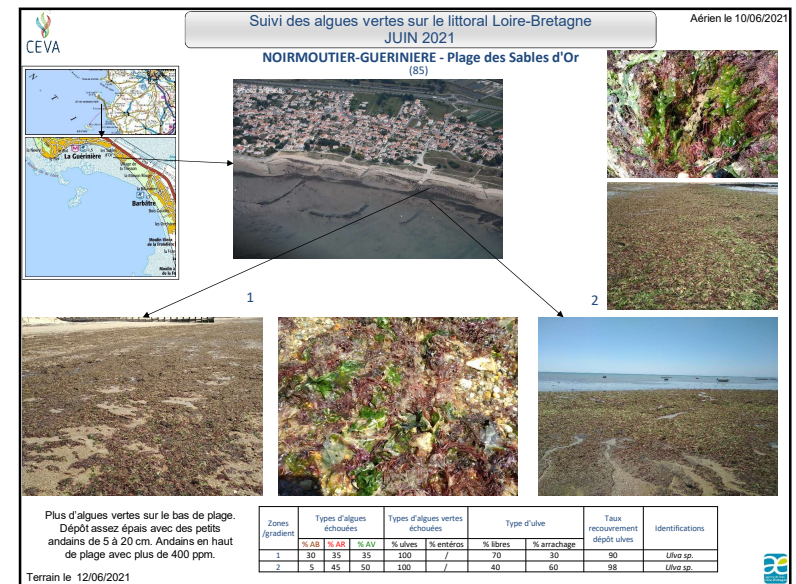 CEVA
Suivi des algues vertes sur le littoral Loire-Bretagne
JUIN 2021
Aérien le 10/06/2021
NOIRMOUTIER-GUERINIERE - Plage des Sables d'Or
(85)
La Guérinière
Barbâtre
1
2
Plus d'algues vertes sur le bas de plage.
Dépôt assez épais avec des petits
andains de 5 à 20 cm. Andains en haut
de plage avec plus de 400 ppm.
Terrain le 12/06/2021
Zones /gradient Types d'algues échouées Types d'algues vertes échouées Type d'ulve Taux recouvrement dépôt ulves Identifications
% AB % AR % AV % ulves % entéros % libres % arrachage
1 30 35 35 100 / 70 30 90 Ulva sp.
2 5 45 50 100 / 40 60 98 Ulva sp.